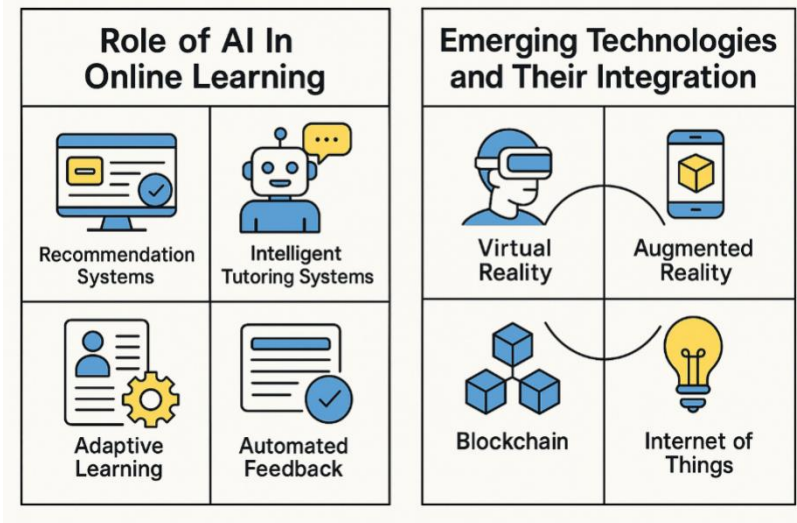 Role of AI In
Online Learning
Recommendation
Systems
Intelligent
Tutoring Systems
Adaptive
Learning
Automated
Feedback
Emerging Technologies
and Their Integration
Virtual
Reality
Augmented
Reality
Blockchain
Internet of
Things